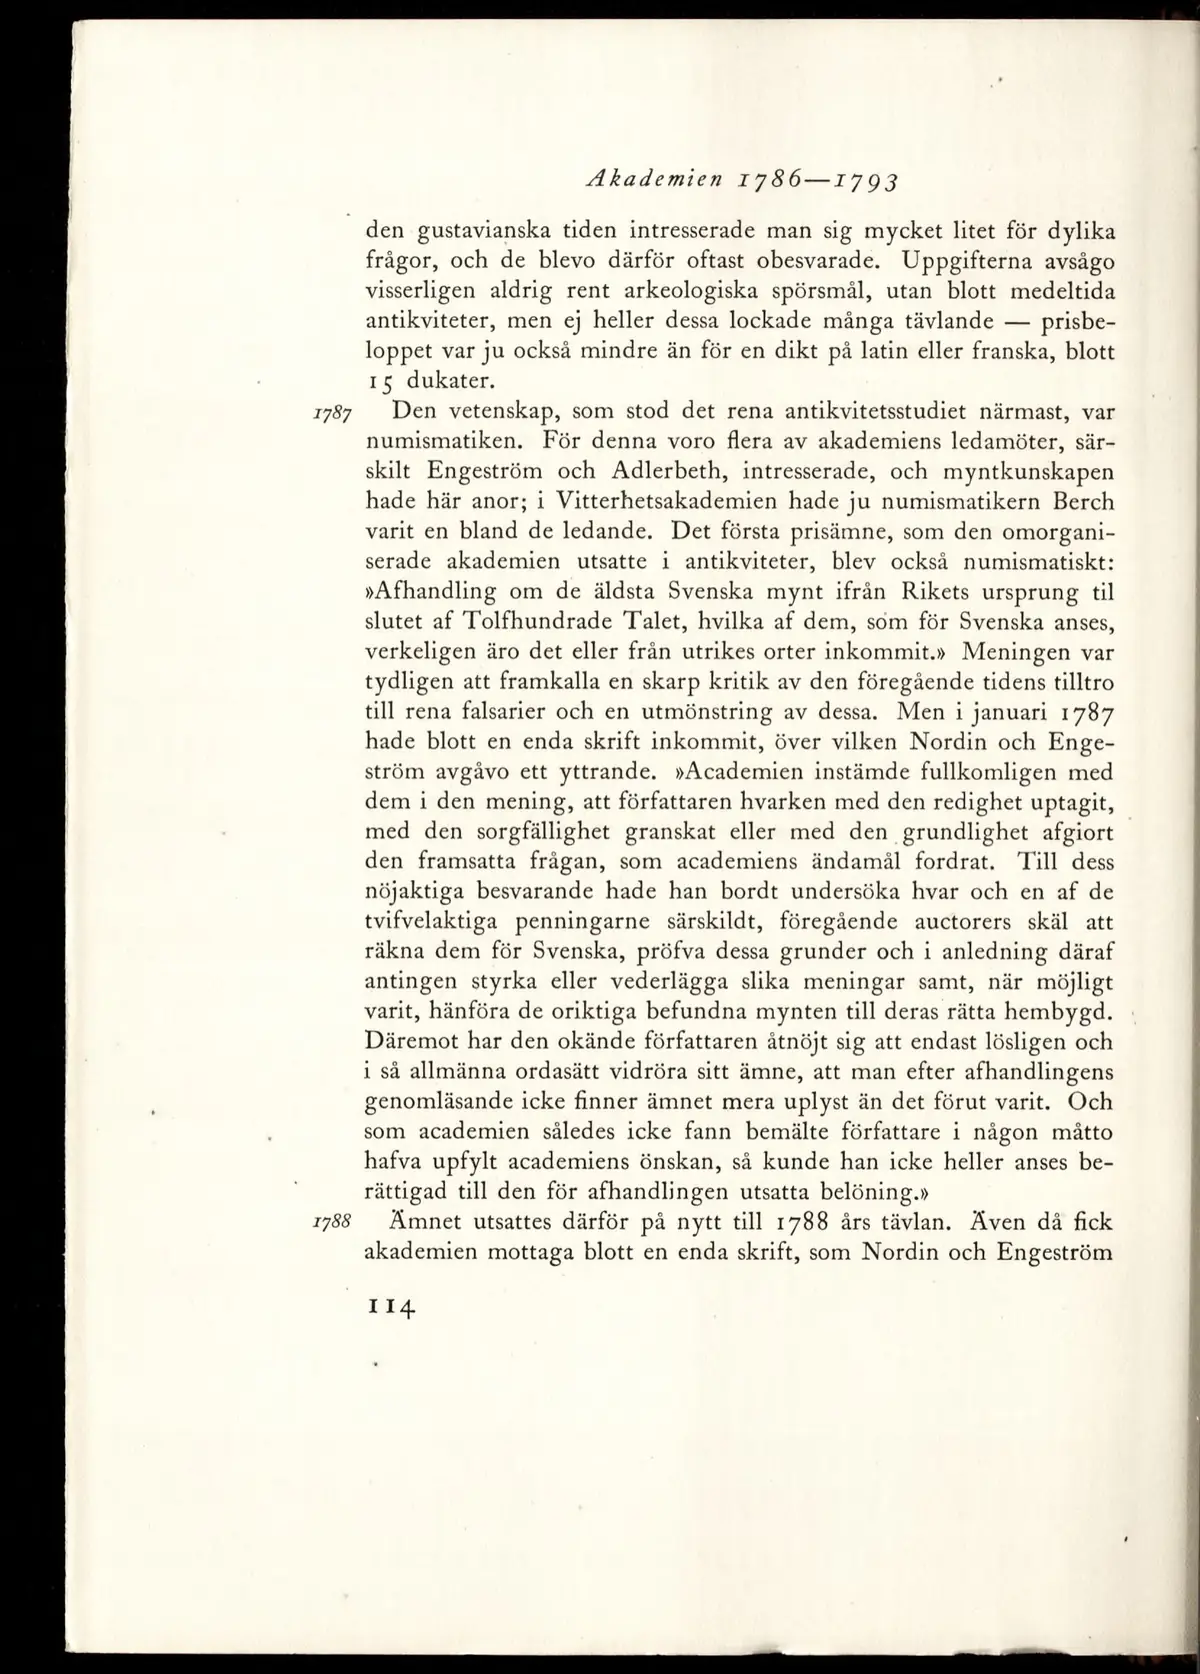 Akademien 1786—1793
den gustavianska tiden intresserade man sig mycket litet för dylika
frågor, och de blevo därför oftast obesvarade. Uppgifterna avsågo
visserligen aldrig rent arkeologiska spörsmål, utan blott medeltida
antikviteter, men ej heller dessa lockade många tävlande — prisbe-
loppet var ju också mindre än för en dikt på latin eller franska, blott
15 dukater.
1787 Den vetenskap, som stod det rena antikvitetsstudiet närmast, var
numismatiken. För denna voro flera av akademiens ledamöter, sär-
skilt Engeström och Adlerbeth, intresserade, och myntkunskapen
hade här anor; i Vitterhetsakademien hade ju numismatikern Berch
varit en bland de ledande. Det första prisämne, som den omorgani-
serade akademien utsatte i antikviteter, blev också numismatiskt:
»Afhandling om de äldsta Svenska mynt ifrån Rikets ursprung til
slutet af Tolfhundrade Talet, hvilka af dem, som för Svenska anses,
verkeligen äro det eller från utrikes orter inkommit.» Meningen var
tydligen att framkalla en skarp kritik av den föregående tidens tilltro
till rena falsarier och en utmönstring av dessa. Men i januari 1787
hade blott en enda skrift inkommit, över vilken Nordin och Enge-
ström avgåvo ett yttrande. »Academien instämde fullkomligen med
dem i den mening, att författaren hvarken med den redighet uptagit,
med den sorgfällighet granskat eller med den grundlighet afgiort
den framsatta frågan, som academiens ändamål fordrat. Till dess
nöjaktiga besvarande hade han bordt undersöka hvar och en af de
tvifvelaktiga penningarne särskildt, föregående auctorers skäl att
räkna dem för Svenska, pröfva dessa grunder och i anledning däraf
antingen styrka eller vederlägga slika meningar samt, när möjligt
varit, hänföra de oriktiga befundna mynten till deras rätta hembygd.
Däremot har den okände författaren åtnöjt sig att endast lösligen och
i så allmänna ordasätt vidröra sitt ämne, att man efter afhandlingens
genomläsande icke finner ämnet mera uplyst än det förut varit. Och
som academien således icke fann bemälte författare i någon måtto
hafva upfylt academiens önskan, så kunde han icke heller anses be-
rättigad till den för afhandlingen utsatta belöning.»
1788 Ämnet utsattes därför på nytt till 1788 års tävlan. Även då fick
akademien mottaga blott en enda skrift, som Nordin och Engeström
114